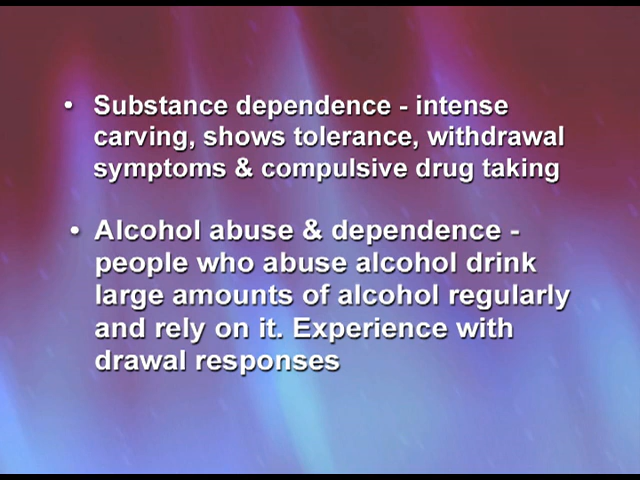 • Substance dependence - intense
carving, shows tolerance, withdrawal
symptoms & compulsive drug taking
• Alcohol abuse & dependence -
people who abuse alcohol drink
large amounts of alcohol regularly
and rely on it. Experience with
drawal responses